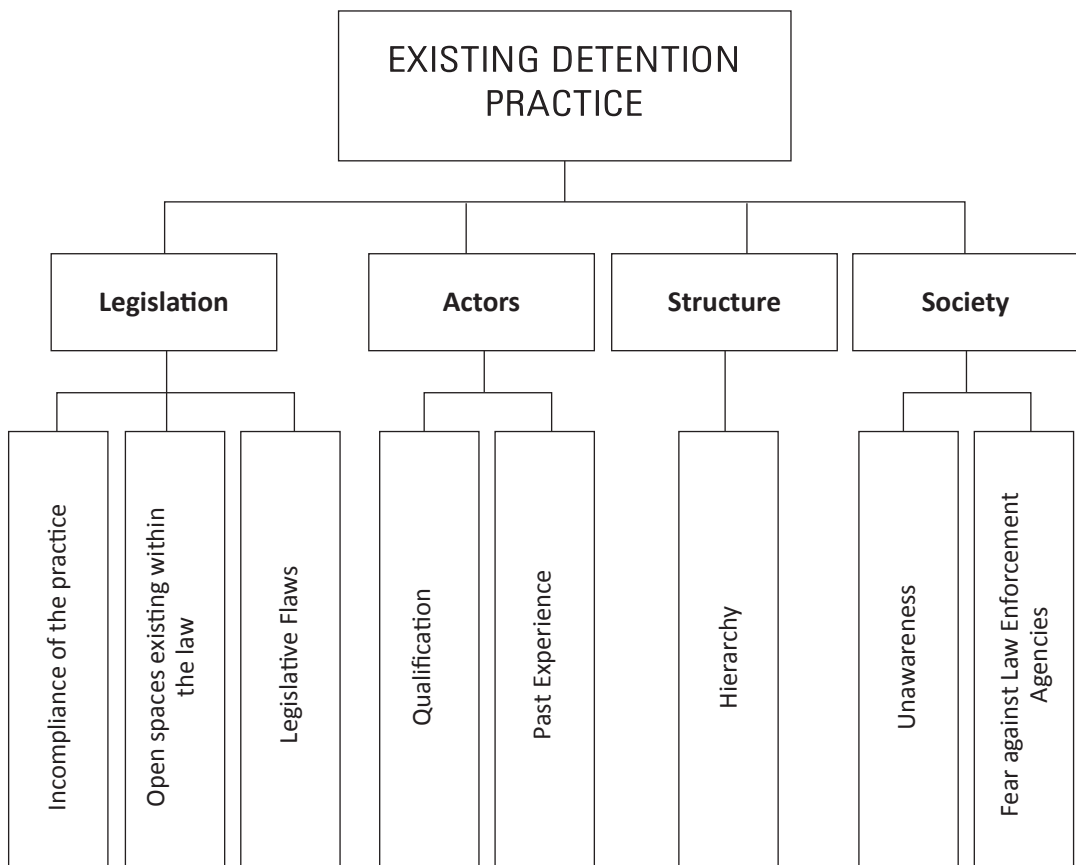 EXISTING DETENTION
PRACTICE
Legislation
Actors
Structure
Society
Incompliance of the practice
Open spaces existing within
the law
Legislative Flaws
Qualification
Past Experience
Hierarchy
Unawareness
Fear against Law Enforcement
Agencies